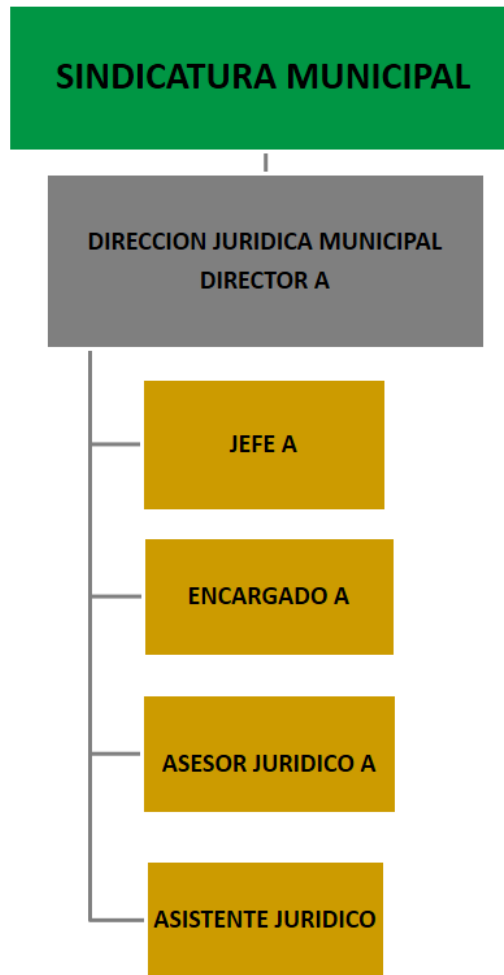 SINDICATURA MUNICIPAL
DIRECCION JURIDICA MUNICIPAL
DIRECTOR A
JEFE A
ENCARGADO A
ASESOR JURIDICO A
ASISTENTE JURIDICO